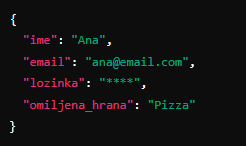 {
"ime": "Ana",
"email": "ana@email.com",
"lozinka": "****",
"omiljena_hrana": "Pizza"
}